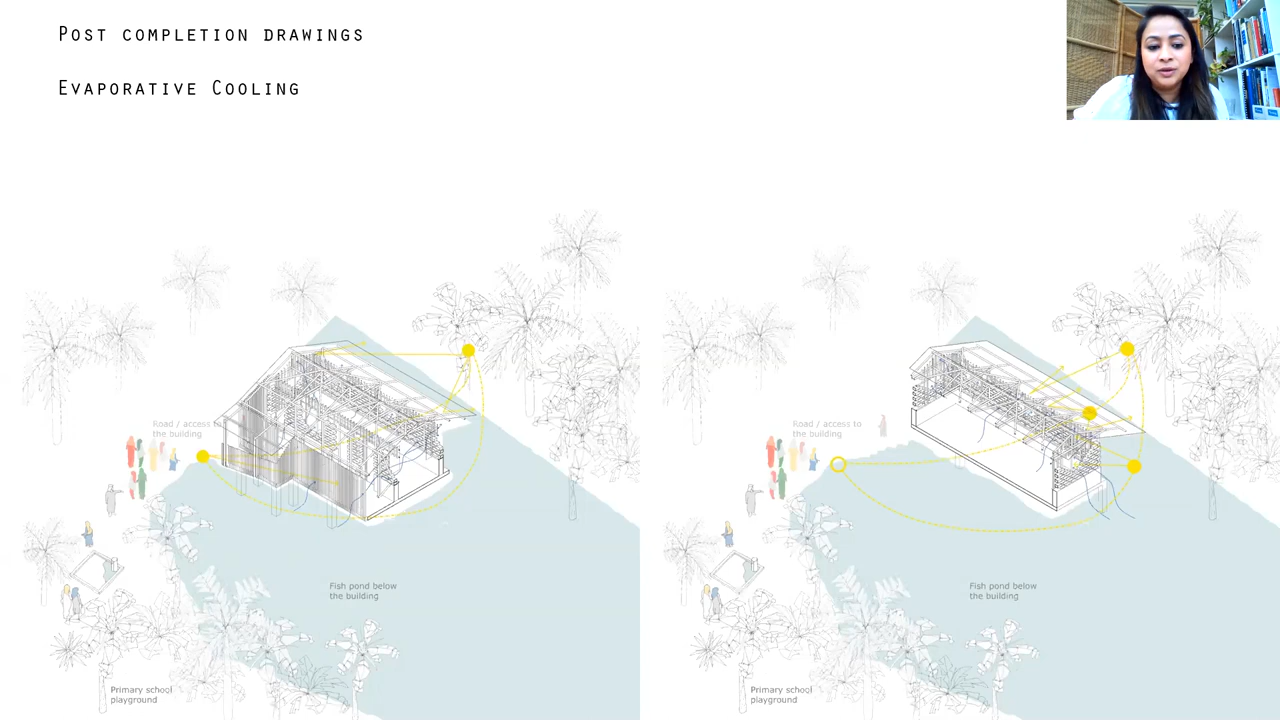 Post completion drawings
Evaporative Cooling
Road / access to
the building
Fish pond below
the building
Primary school
playground
Road / access to
the building
Fish pond below
the building
Primary school
playground